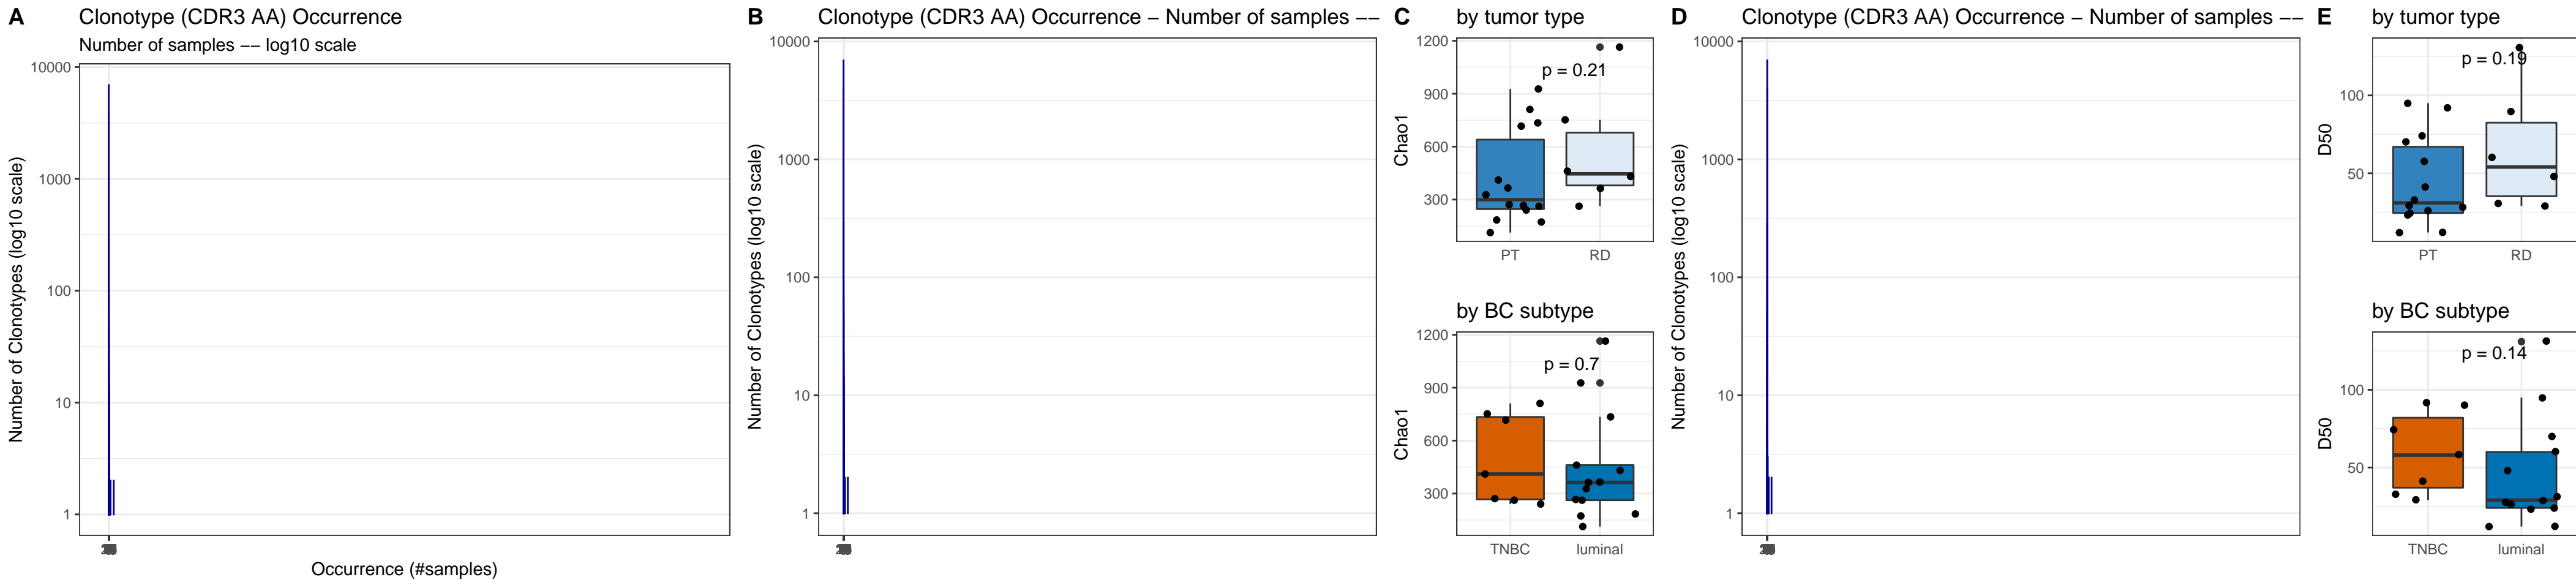 A
Clonotype (CDR3 AA) Occurrence
Number of samples −− log10 scale
Number of Clonotypes (log10 scale)
10000
1000
100
10
1
Occurrence (#samples)
B
Clonotype (CDR3 AA) Occurrence − Number of samples −−
Number of Clonotypes (log10 scale)
10000
1000
100
10
1
C
by tumor type
Chao1
1200
900
600
300
p = 0.21
PT
RD
by BC subtype
Chao1
1200
900
600
300
p = 0.7
TNBC
luminal
D
Clonotype (CDR3 AA) Occurrence − Number of samples −−
Number of Clonotypes (log10 scale)
10000
1000
100
10
1
E
by tumor type
D50
100
50
p = 0.19
PT
RD
by BC subtype
D50
100
50
p = 0.14
TNBC
luminal